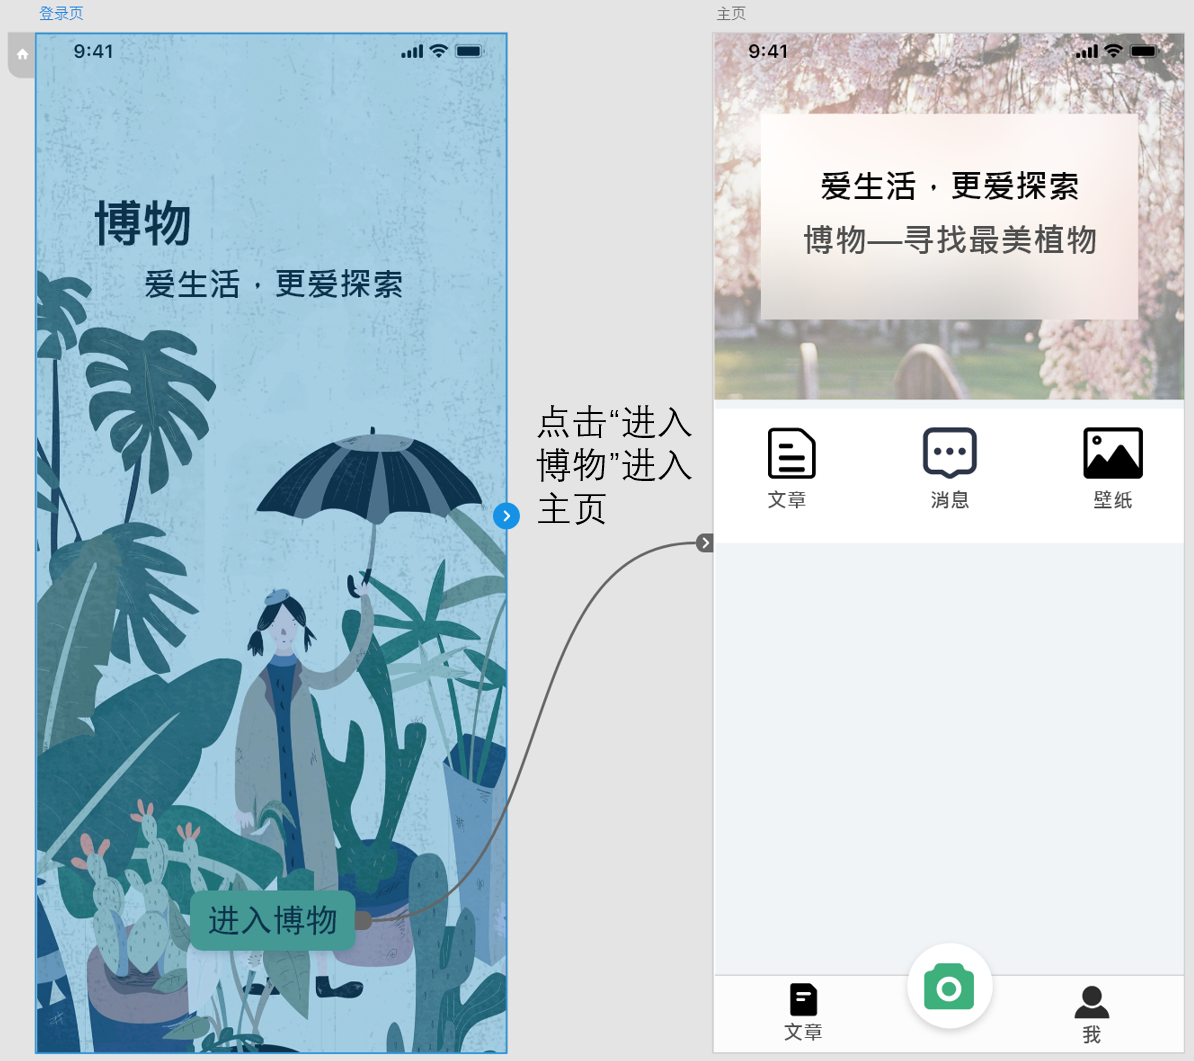 登录页
9:41
博物
爱生活，更爱探索
进入博物
点击“进入
博物”进入
主页
主页
9:41
爱生活，更爱探索
博物—寻找最美植物
文章
消息
壁纸
文章
我